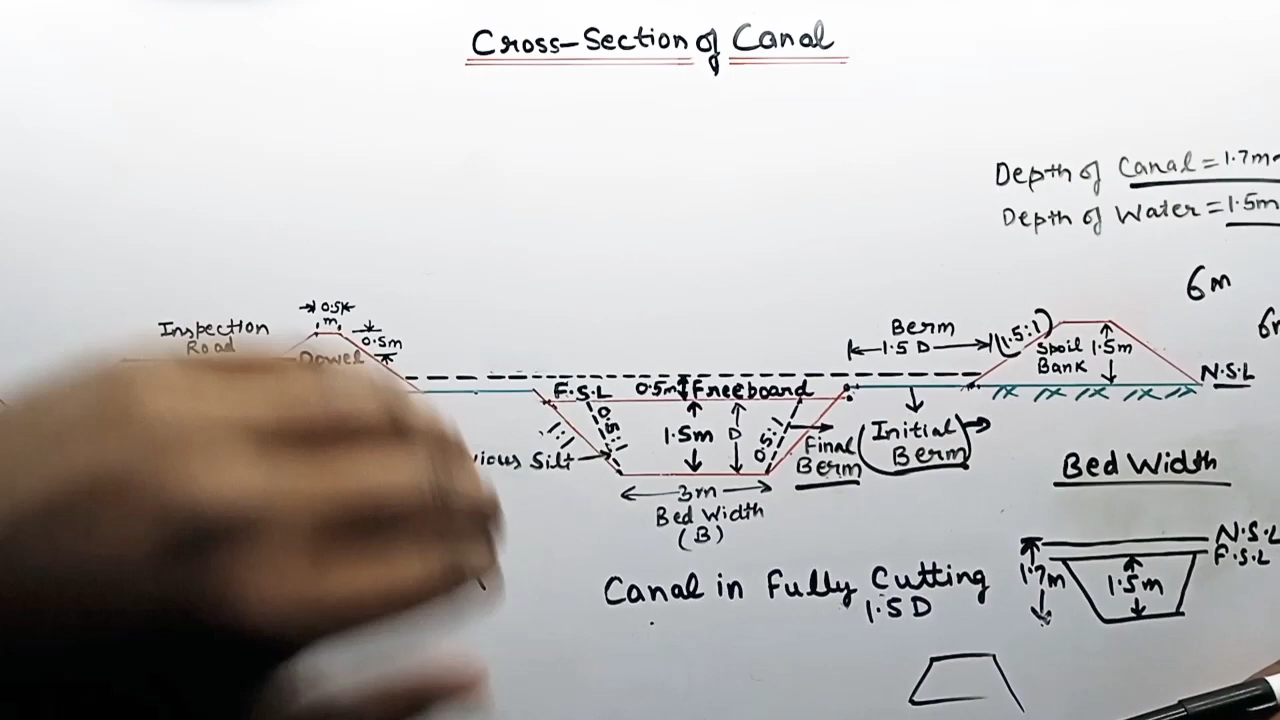 Cross-Section of Canal
Depth of Canal = 1.7m
Depth of Water = 1.5m
6m
0.5
m
0.5m
Inspection
Road
Dowel
Berm
1.5 D
(1.5:1)
Spoil
Bank
1.5m
N.S.L
F.S.L
0.5m
Freeboard
1:1
0.5:1
1.5m
D
0.5:1
Silt
Final
Berm
(Initial
Berm)
3m
Bed Width
(B)
Bed Width
N.S.L
F.S.L
1.7m
1.5m
Canal in Fully Cutting
1.5D